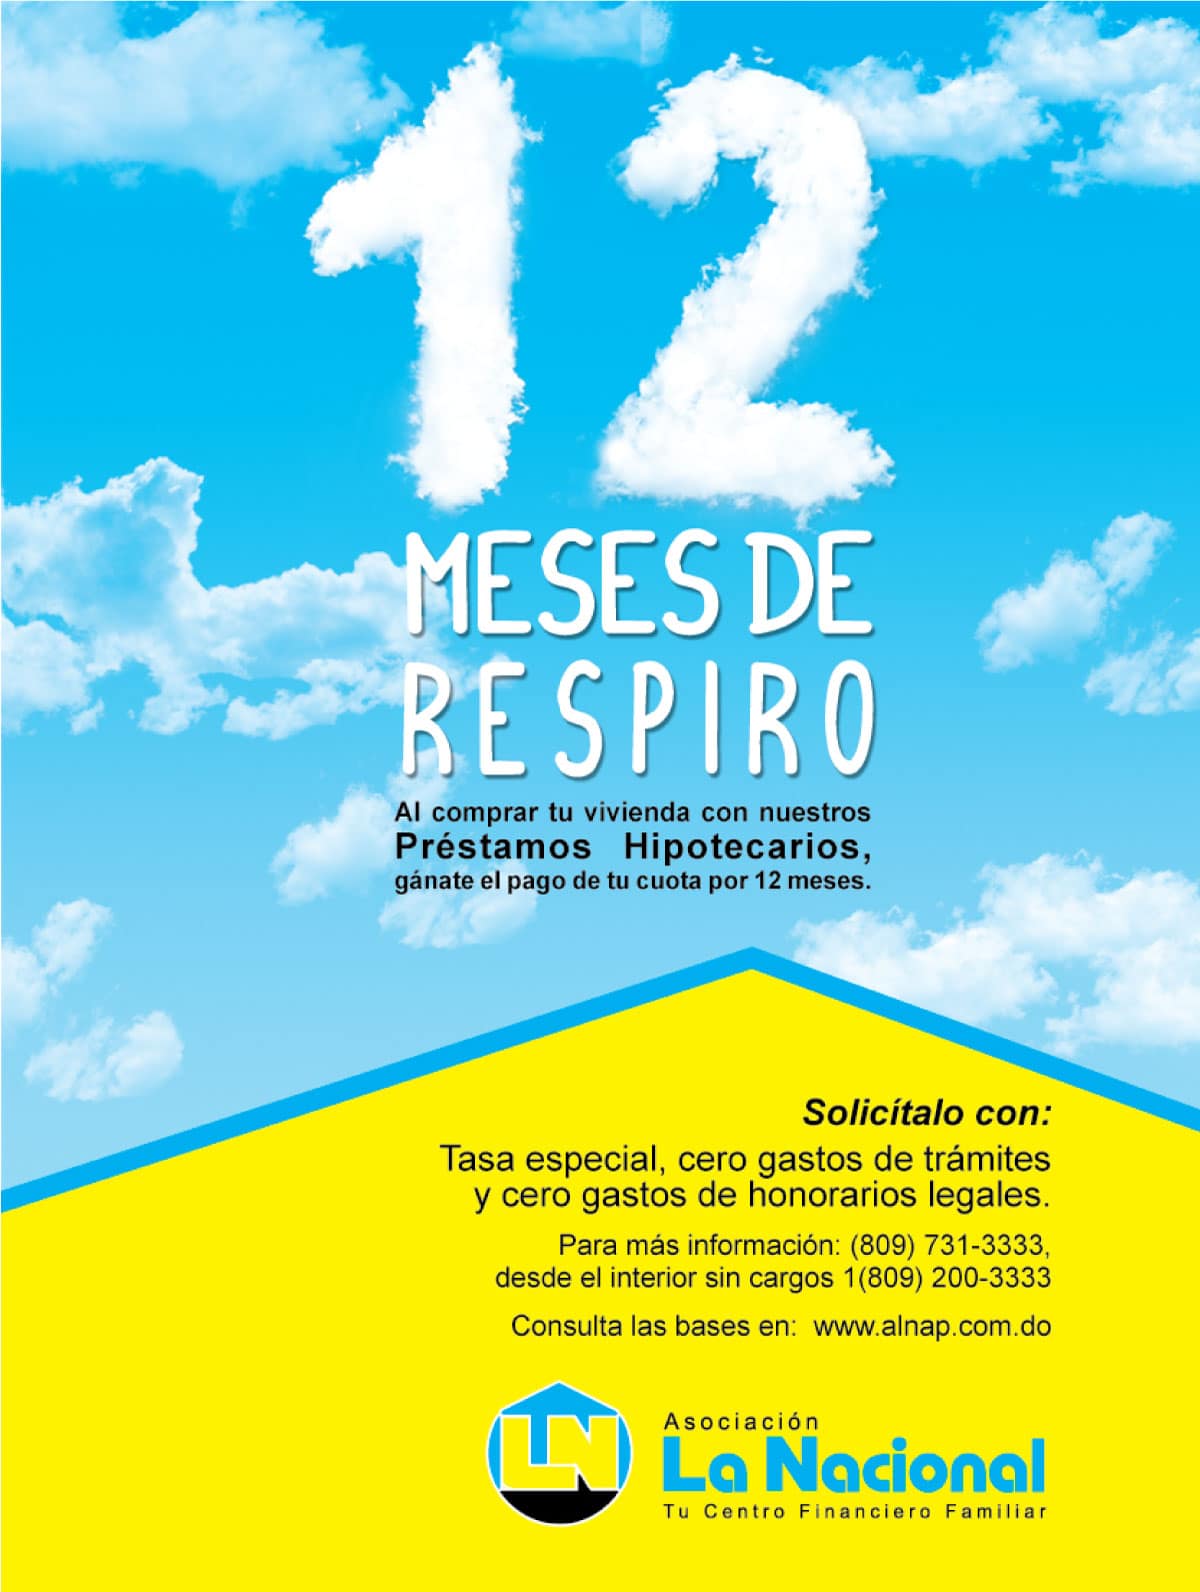 12
MESES DE
RESPIRO
Al comprar tu vivienda con nuestros
Préstamos Hipotecarios,
gánate el pago de tu cuota por 12 meses.
Solicítalo con:
Tasa especial, cero gastos de trámites
y cero gastos de honorarios legales.
Para más información: (809) 731-3333,
desde el interior sin cargos 1(809) 200-3333
Consulta las bases en: www.alnap.com.do
LN
Asociación
La Nacional
Tu Centro Financiero Familiar